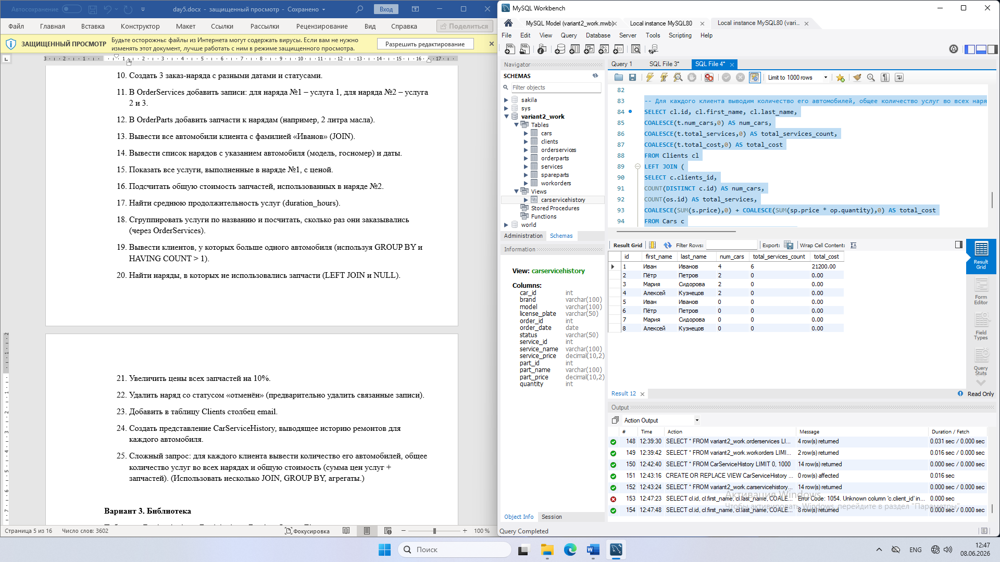 Автосохранение
day5.docx - защищенный просмотр - Сохранено
Вход
Файл Главная Вставка Конструктор Макет Ссылки Рассылки Рецензирование Вид Справка Поделиться
ЗАЩИЩЕННЫЙ ПРОСМОТР Будьте осторожны: файлы из Интернета могут содержать вирусы. Если вам не нужно
изменять этот документ, лучше работать с ним в режиме защищенного просмотра.
Разрешить редактирование
10. Создать 3 заказ-наряда с разными датами и статусами.
11. В OrderServices добавить записи: для наряда №1 – услуга 1, для наряда №2 – услуга
2 и 3.
12. В OrderParts добавить запчасти к нарядам (например, 2 литра масла).
13. Вывести все автомобили клиента с фамилией «Иванов» (JOIN).
14. Вывести список нарядов с указанием автомобиля (модель, госномер) и даты.
15. Показать все услуги, выполненные в наряде №1, с ценой.
16. Подсчитать общую стоимость запчастей, использованных в наряде №2.
17. Найти среднюю продолжительность услуг (duration_hours).
18. Сгруппировать услуги по названию и посчитать, сколько раз они заказывались
(через OrderServices).
19. Вывести клиентов, у которых больше одного автомобиля (используя GROUP BY и
HAVING COUNT > 1).
20. Найти наряды, в которых не использовались запчасти (LEFT JOIN и NULL).
21. Увеличить цены всех запчастей на 10%.
22. Удалить наряд со статусом «отменён» (предварительно удалить связанные записи).
23. Добавить в таблицу Clients столбец email.
24. Создать представление CarServiceHistory, выводящее историю ремонтов для
каждого автомобиля.
25. Сложный запрос: для каждого клиента вывести количество его автомобилей, общее
количество услуг во всех нарядах и общую стоимость (сумма цен услуг +
запчастей). (Использовать несколько JOIN, GROUP BY, агрегаты.)
Вариант 3. Библиотека
Страница 5 из 16 Число слов: 3602 Фокусировка 100 %
MySQL Workbench
MySQL Model (variant2_work.mwb) Local instance MySQL80 Local instance MySQL80 (vari...
File Edit View Query Database Server Tools Scripting Help
Navigator
SCHEMAS
Filter objects
sakila
sys
variant2_work
Tables
cars
clients
orderservices
orderparts
services
spareparts
workorders
Views
carservicehistory
Stored Procedures
Functions
world
Administration Schemas
Information
View: carservicehistory
Columns:
car_id int
brand varchar(100)
model varchar(100)
license_plate varchar(50)
order_id int
order_date date
status varchar(50)
service_id int
service_name varchar(100)
service_price decimal(10,2)
part_id int
part_name varchar(100)
part_price decimal(10,2)
quantity int
Object Info Session
Query Completed
Query 1 SQL File 3* SQL File 4*
Limit to 1000 rows
82
83 -- Для каждого клиента выводим количество его автомобилей, общее количество услуг во всех наря
84 SELECT cl.id, cl.first_name, cl.last_name,
85 COALESCE(t.num_cars,0) AS num_cars,
86 COALESCE(t.total_services,0) AS total_services_count,
87 COALESCE(t.total_cost,0) AS total_cost
88 FROM Clients cl
89 LEFT JOIN (
90 SELECT c.clients_id,
91 COUNT(DISTINCT c.id) AS num_cars,
92 COUNT(os.id) AS total_services,
93 COALESCE(SUM(s.price),0) + COALESCE(SUM(sp.price * op.quantity),0) AS total_cost
94 FROM Cars c
Result Grid Filter Rows: Export: Wrap Cell Content:
id first_name last_name num_cars total_services_count total_cost
1 Иван Иванов 4 6 21200.00
2 Пётр Петров 2 0 0.00
3 Мария Сидорова 2 0 0.00
4 Алексей Кузнецов 2 0 0.00
5 Иван Иванов 0 0 0.00
6 Пётр Петров 0 0 0.00
7 Мария Сидорова 0 0 0.00
8 Алексей Кузнецов 0 0 0.00
Result Grid
Form Editor
Field Types
Query Stats
Result 12 Read Only
Output
Action Output
# Time Action Message Duration / Fetch
148 12:39:30 SELECT * FROM variant2_work.orderservices LI... 4 row(s) returned 0.031 sec / 0.000 sec
149 12:39:42 SELECT * FROM variant2_work.workorders LIMI... 2 row(s) returned 0.016 sec / 0.000 sec
150 12:42:40 SELECT * FROM CarServiceHistory LIMIT 0, 1000 14 row(s) returned 0.000 sec / 0.000 sec
151 12:43:16 CREATE OR REPLACE VIEW CarServiceHistory ... 0 row(s) affected 0.016 sec
152 12:43:24 SELECT * FROM variant2_work.carservicehistory... 14 row(s) returned 0.000 sec / 0.000 sec
153 12:47:23 SELECT cl.id, cl.first_name, cl.last_name, COALE... Error Code: 1054. Unknown column 'c.client_id' in... 0.000 sec
154 12:47:48 SELECT cl.id, cl.first_name, cl.last_name, COALE... 8 row(s) returned 0.000 sec / 0.000 sec
Активация Windows
Чтобы активировать Windows, перейдите в раздел "Параметры".
Поиск
ENG
12:47
08.06.2026